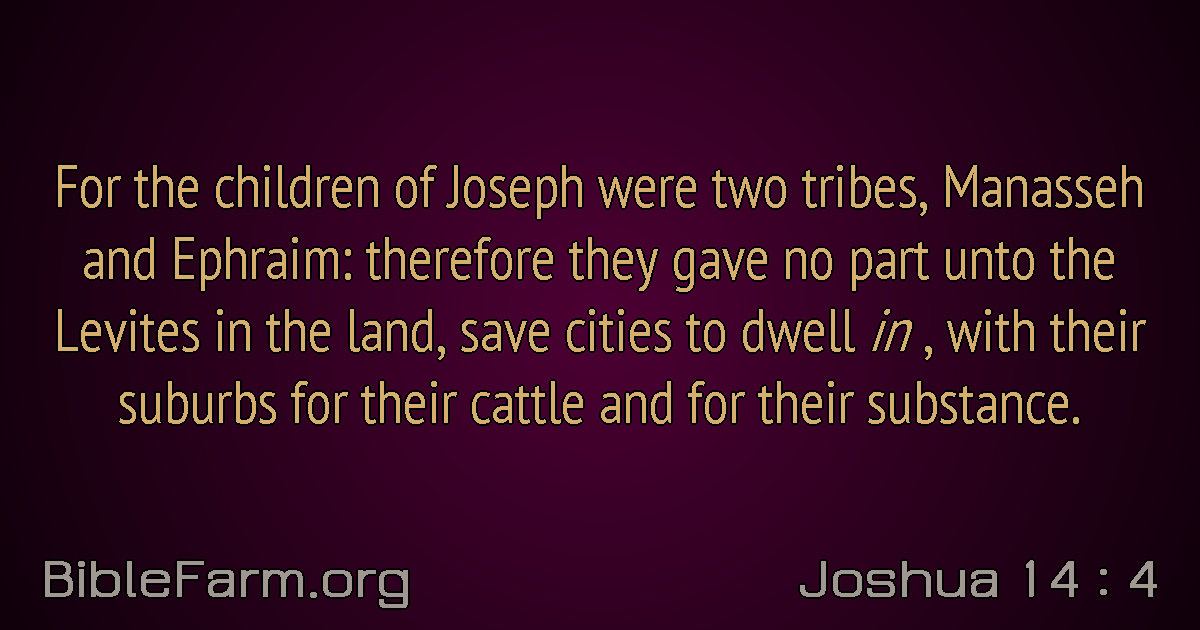 For the children of Joseph were two tribes, Manasseh
and Ephraim: therefore they gave no part unto the
Levites in the land, save cities to dwell in , with their
suburbs for their cattle and for their substance.
BibleFarm.org
Joshua 14 : 4